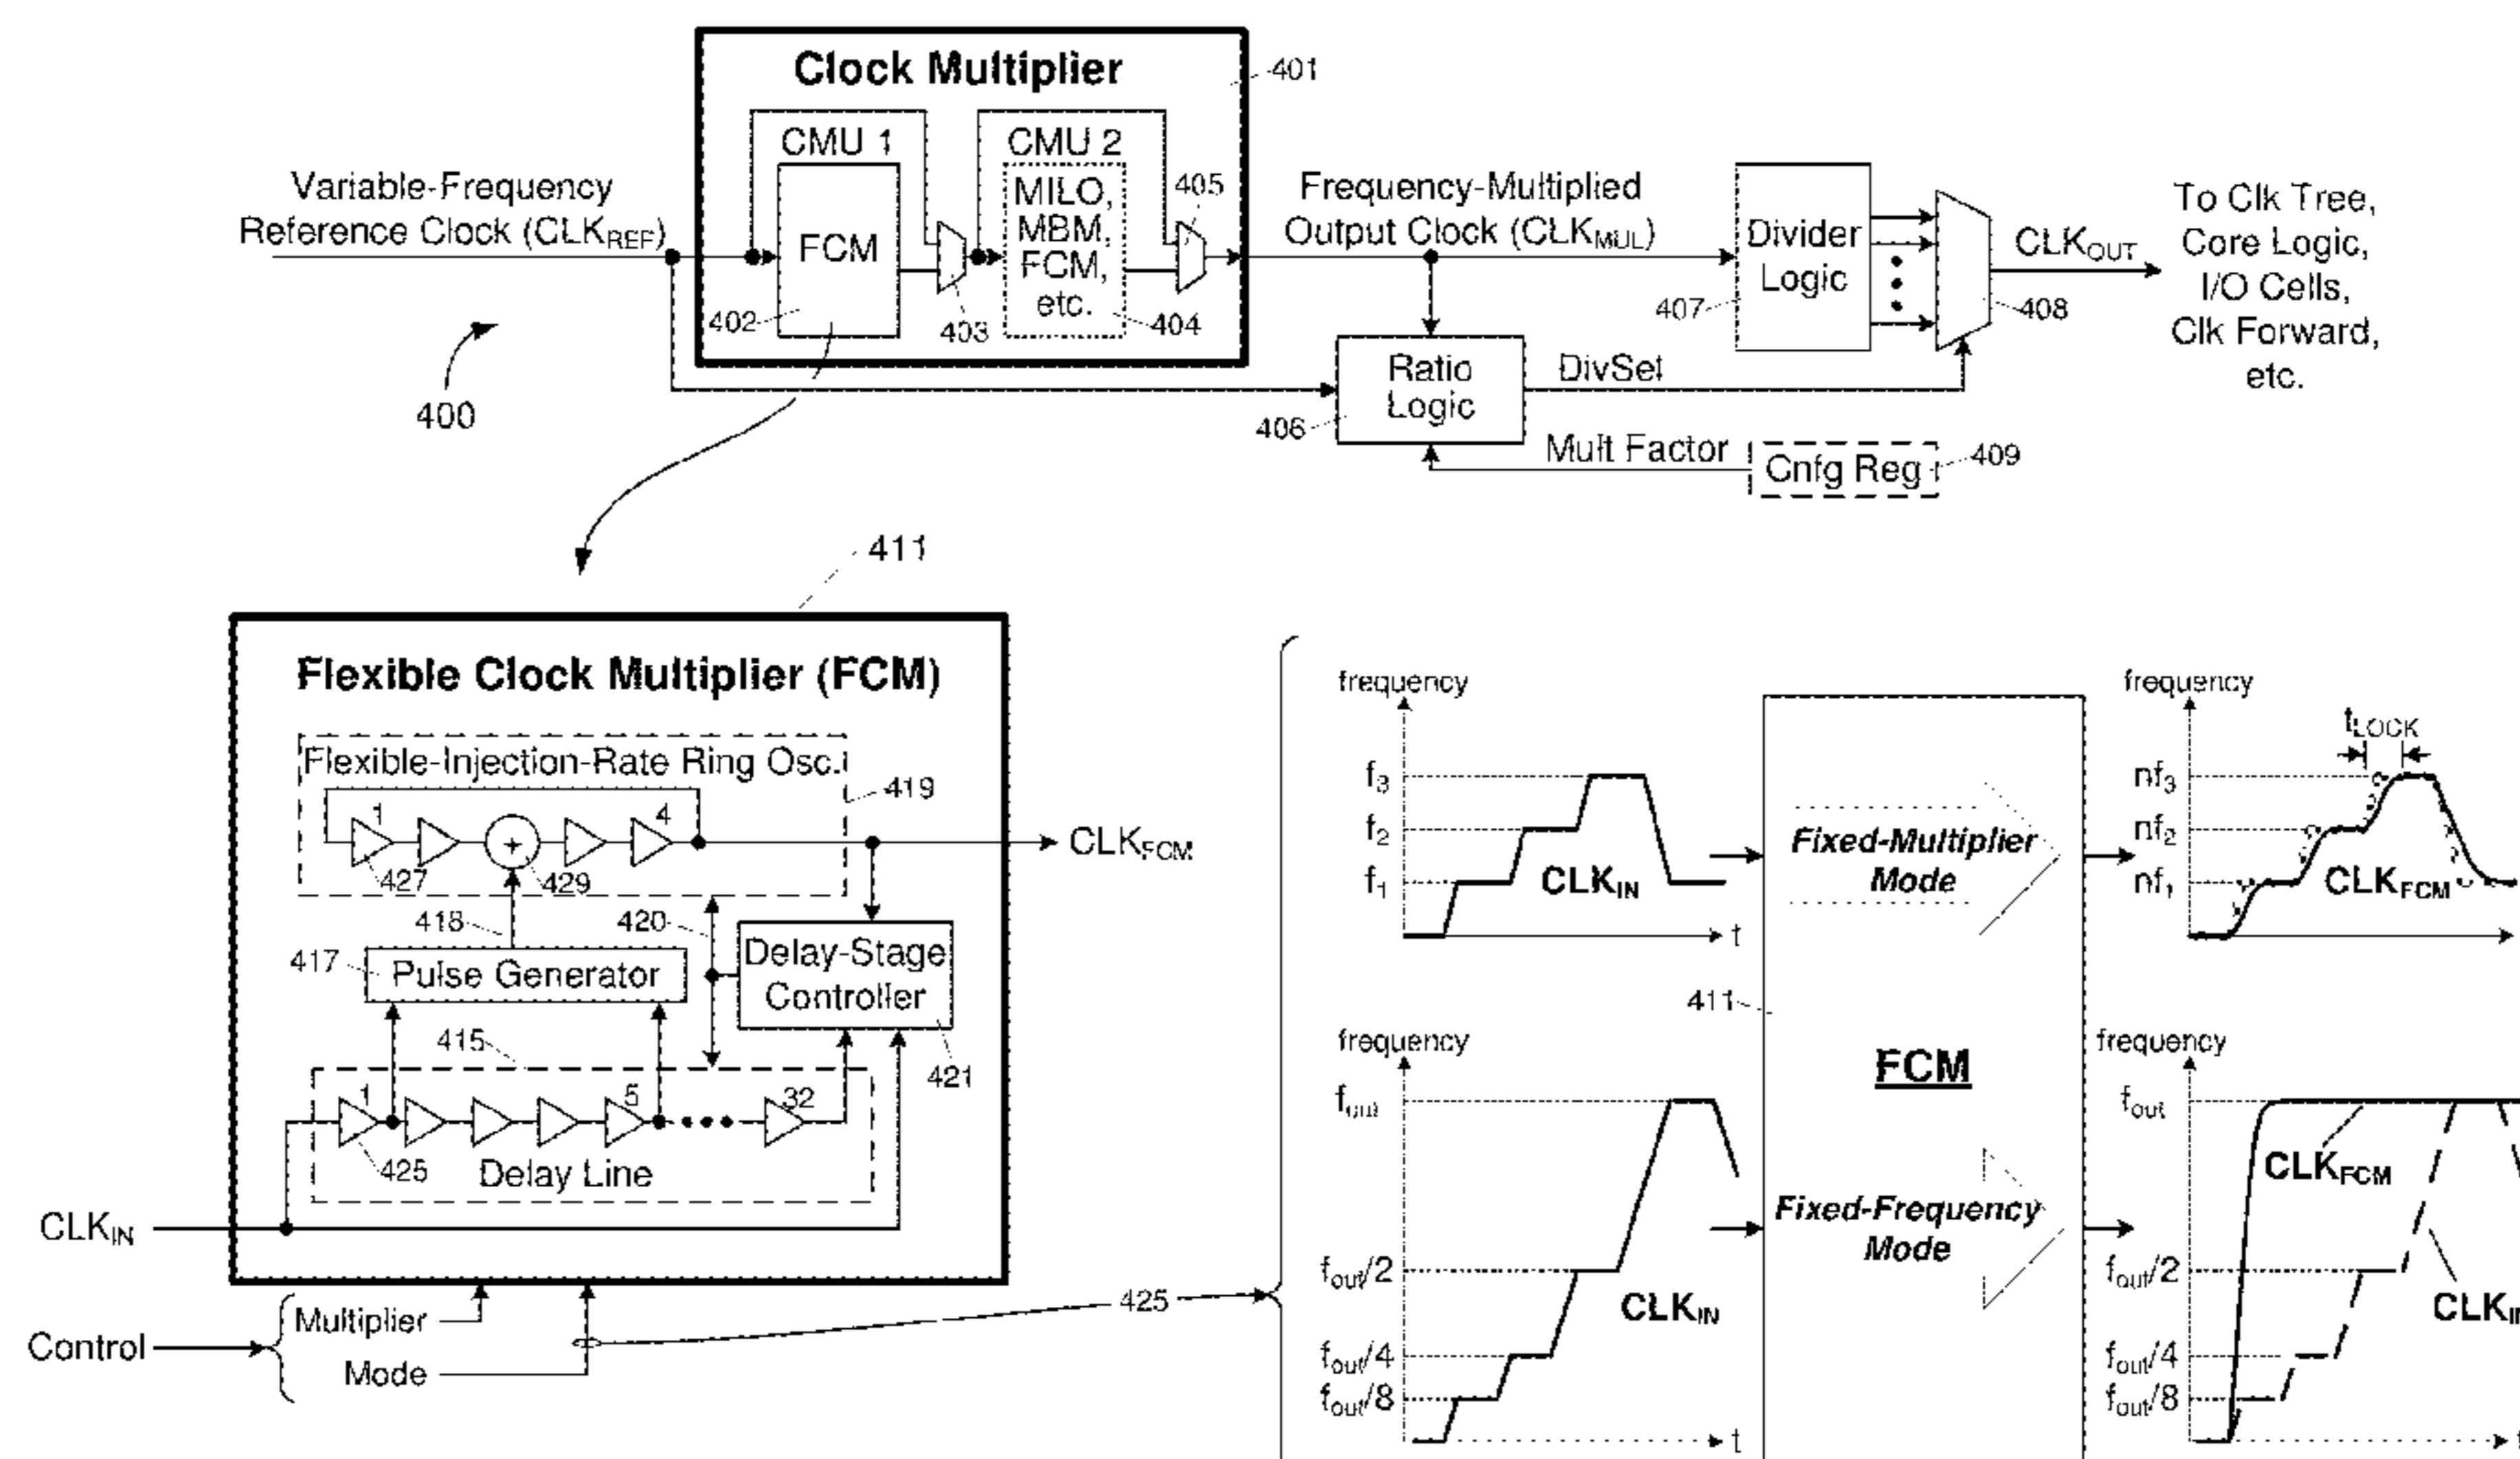 Clock Multiplier
401
CMU 1
CMU 2
Variable-Frequency
Reference Clock (CLKREF)
FCM
402
403
MILO,
MBM,
FCM,
etc.
404
405
Frequency-Multiplied
Output Clock (CLKMUL)
Divider
Logic
407
408
CLKOUT
To Clk Tree,
Core Logic,
I/O Cells,
Clk Forward,
etc.
400
Ratio
Logic
406
DivSel
Mult Factor
Cnfg Reg
409
411
Flexible Clock Multiplier (FCM)
Flexible-Injection-Rate Ring Osc.
419
1
4
427
+
429
CLKFCM
418
420
417
Pulse Generator
Delay-Stage
Controller
421
415
1
5
32
425
Delay Line
CLKIN
Control
Multiplier
Mode
425
frequency
f3
f2
f1
CLKIN
t
Fixed-Multiplier
Mode
frequency
tLOCK
nf3
nf2
nf1
CLKFCM
411
FCM
frequency
fout
fout/2
fout/4
fout/8
CLKIN
t
Fixed-Frequency
Mode
frequency
fout
CLKFCM
fout/2
fout/4
fout/8